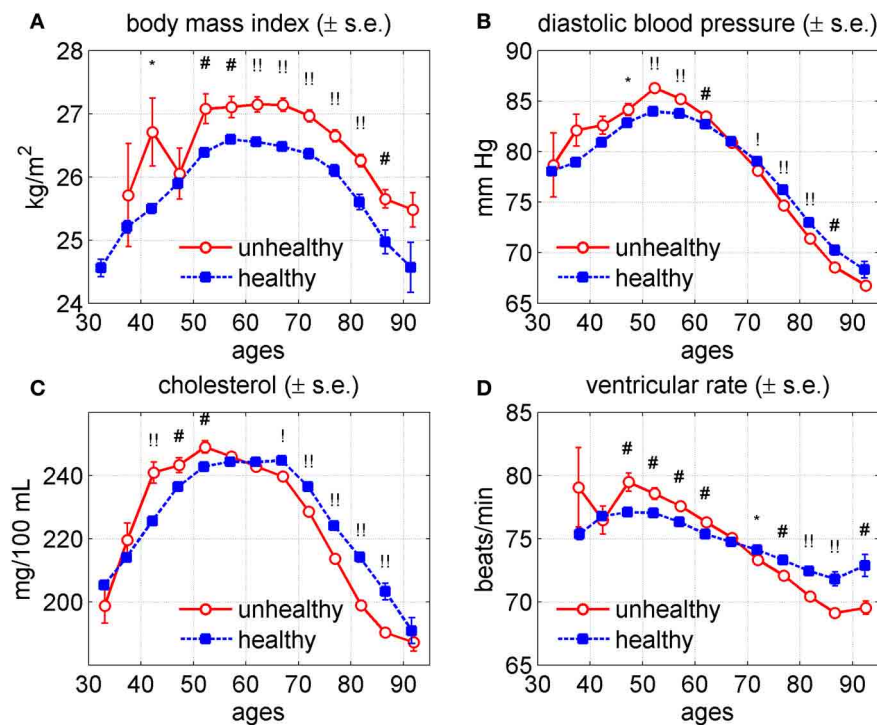 A body mass index (± s.e.)
28
27
26
25
24
kg/m²
* # # !! !! !! !! !! #
unhealthy
healthy
30 40 50 60 70 80 90
ages
B diastolic blood pressure (± s.e.)
90
85
80
75
70
65
mm Hg
* !! !! # ! !! !! #
unhealthy
healthy
30 40 50 60 70 80 90
ages
C cholesterol (± s.e.)
240
220
200
mg/100 mL
!! # # ! !! !! !! !!
unhealthy
healthy
30 40 50 60 70 80 90
ages
D ventricular rate (± s.e.)
85
80
75
70
65
beats/min
# # # # * # !! !! #
unhealthy
healthy
30 40 50 60 70 80 90
ages